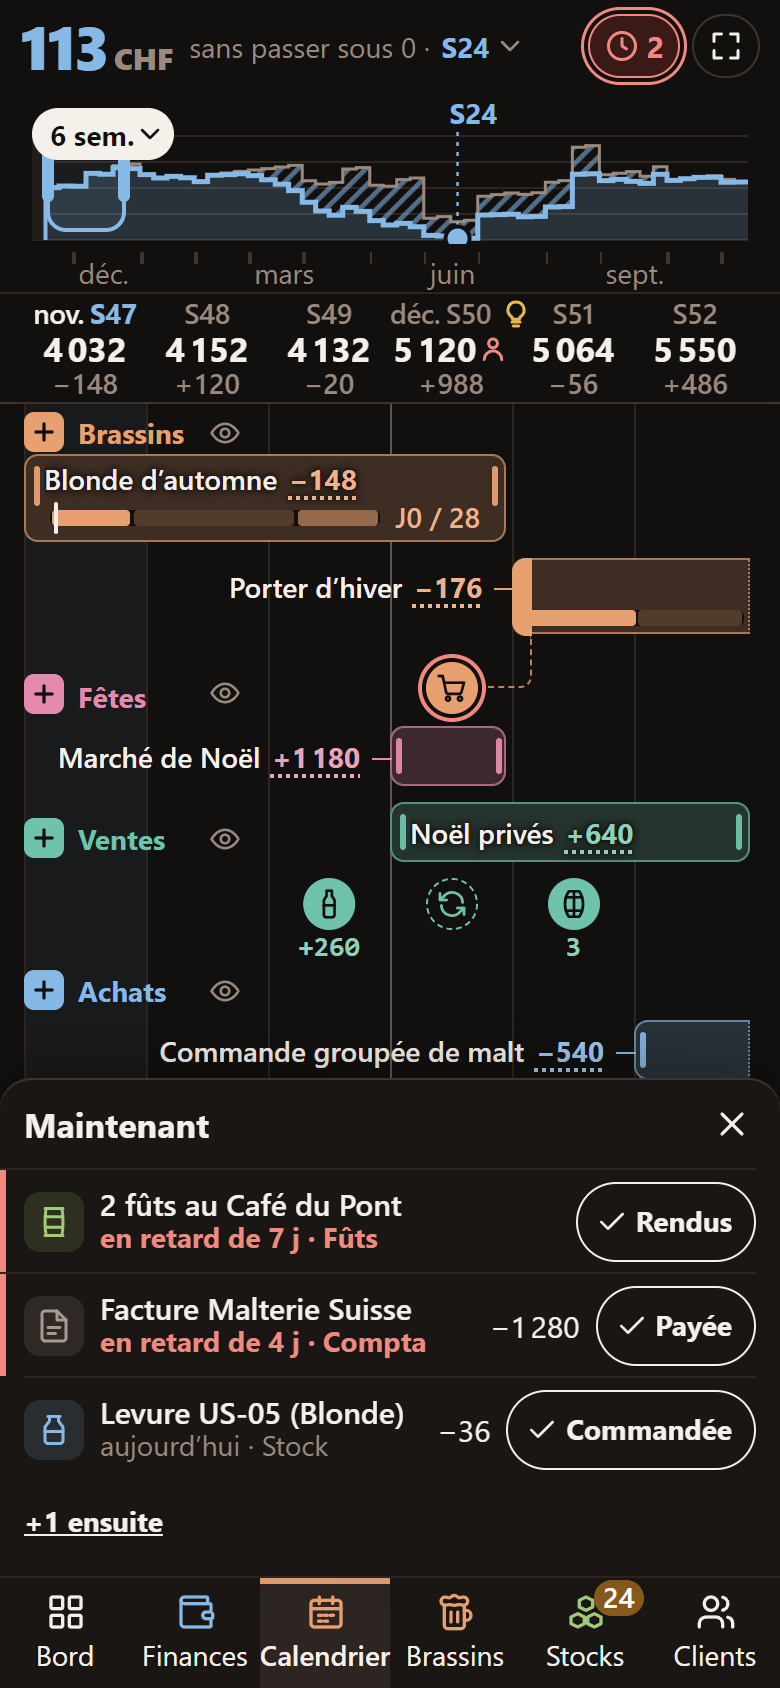 113 CHF sans passer sous 0 · S24
2
S24
6 sem.
déc. mars juin sept.
nov. S47 S48 S49 déc. S50 S51 S52
4 032 4 152 4 132 5 120 5 064 5 550
−148 +120 −20 +988 −56 +486
Brassins
Blonde d’automne −148
J0 / 28
Porter d’hiver −176
Fêtes
Marché de Noël +1 180
Ventes
Noël privés +640
+260 3
Achats
Commande groupée de malt −540
Maintenant
2 fûts au Café du Pont
en retard de 7 j · Fûts
Rendus
Facture Malterie Suisse
en retard de 4 j · Compta
−1 280
Payée
Levure US-05 (Blonde)
aujourd’hui · Stock
−36
Commandée
+1 ensuite
24
Bord Finances Calendrier Brassins Stocks Clients